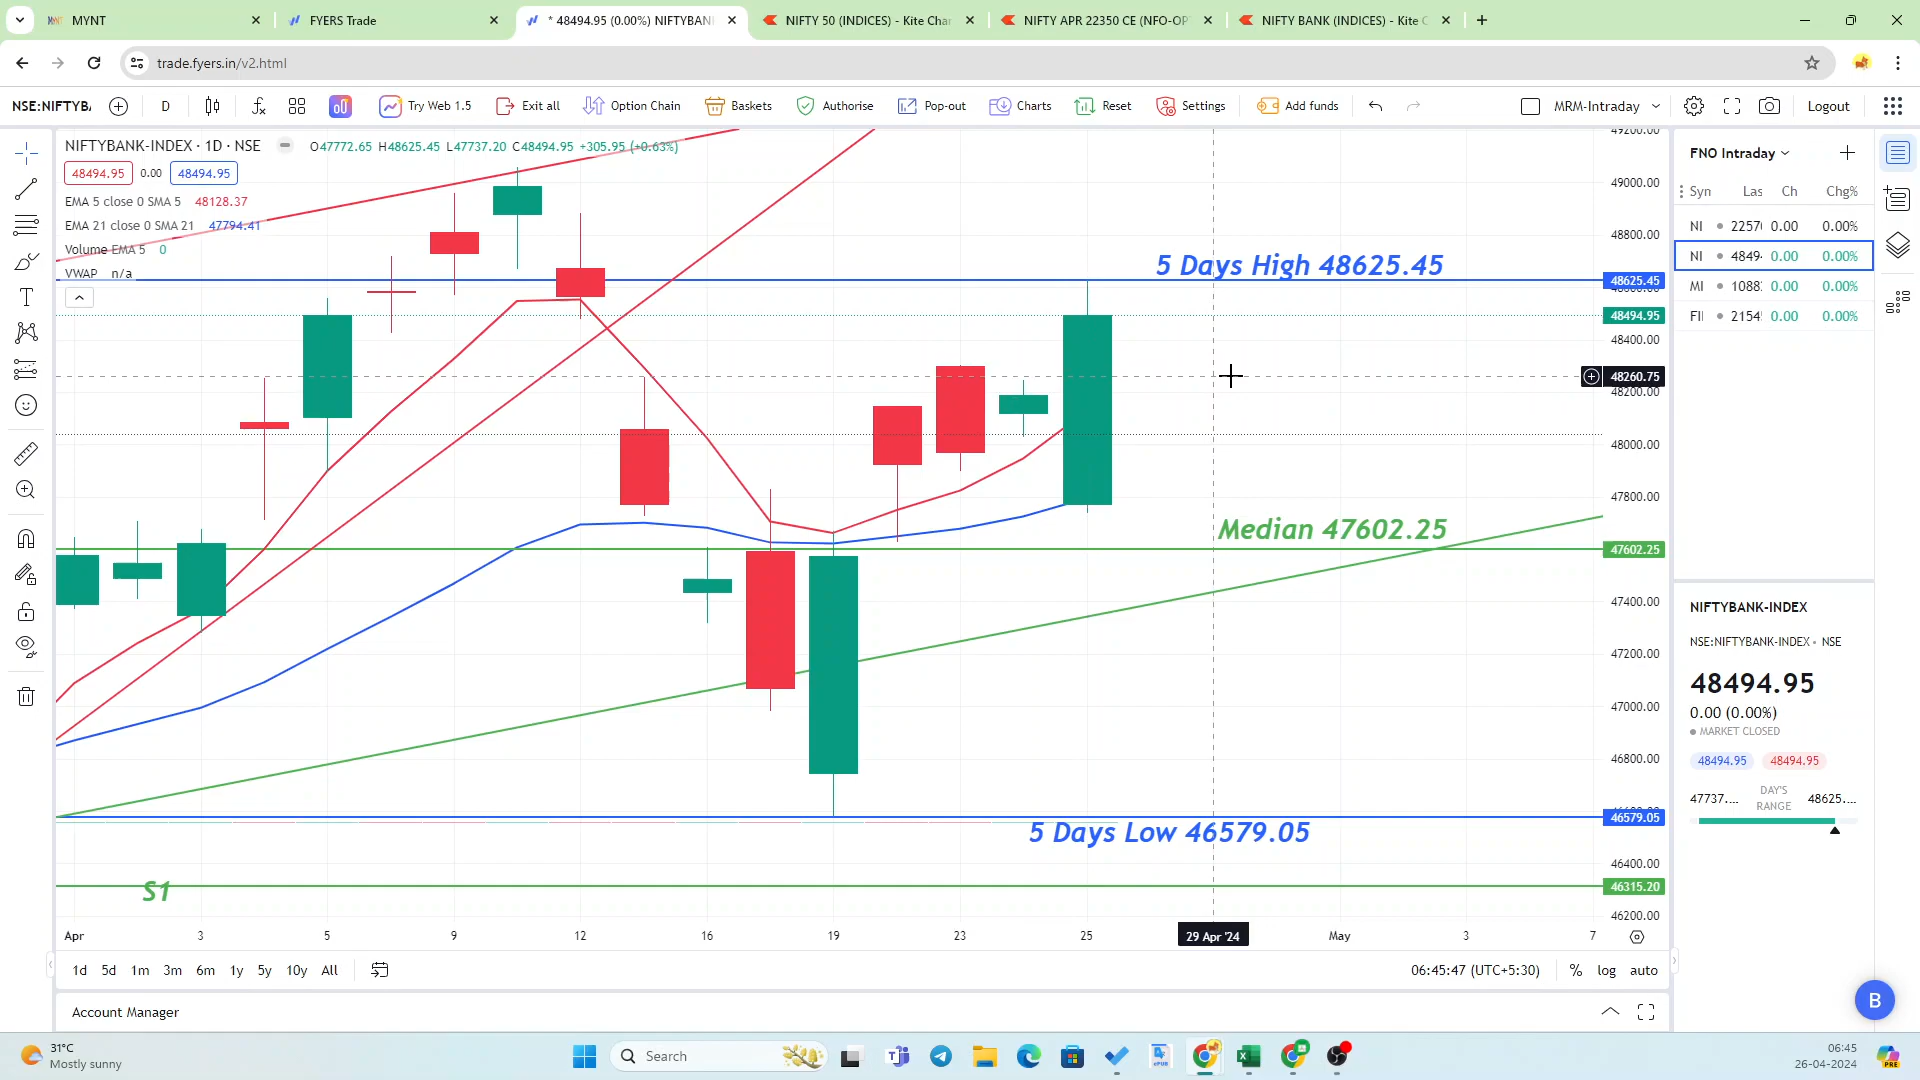 MYNT
FYERS Trade
* 48494.95 (0.00%) NIFTYBAN
NIFTY 50 (INDICES) - Kite Char
NIFTY APR 22350 CE (NFO-OP
NIFTY BANK (INDICES) - Kite C
trade.fyers.in/v2.html
NSE:NIFTYB
D
Try Web 1.5
Exit all
Option Chain
Baskets
Authorise
Pop-out
Charts
Reset
Settings
Add funds
MRM-Intraday
Logout
NIFTYBANK-INDEX · 1D · NSE
O47772.65 H48625.45 L47737.20 C48494.95 +305.95 (+0.63%)
48494.95 0.00 48494.95
EMA 5 close 0 SMA 5 48128.37
EMA 21 close 0 SMA 21 47794.41
Volume EMA 5 0
VWAP n/a
5 Days High 48625.45
Median 47602.25
5 Days Low 46579.05
S1
49200.00
49000.00
48800.00
48625.45
48494.95
48400.00
48260.75
48200.00
48000.00
47800.00
47602.25
47400.00
47200.00
47000.00
46800.00
46579.05
46400.00
46315.20
46200.00
Apr 3 5 9 12 16 19 23 25 29 Apr '24 May 3 7
1d 5d 1m 3m 6m 1y 5y 10y All
06:45:47 (UTC+5:30) % log auto
Account Manager
FNO Intraday
Syn Las Ch Chg%
NI 2257 0.00 0.00%
NI 4849 0.00 0.00%
MI 1088 0.00 0.00%
FII 2154 0.00 0.00%
NIFTYBANK-INDEX
NSE:NIFTYBANK-INDEX • NSE
48494.95
0.00 (0.00%)
MARKET CLOSED
48494.95 48494.95
47737.... DAY'S RANGE 48625....
B
31°C
Mostly sunny
Search
06:45
26-04-2024
PRE